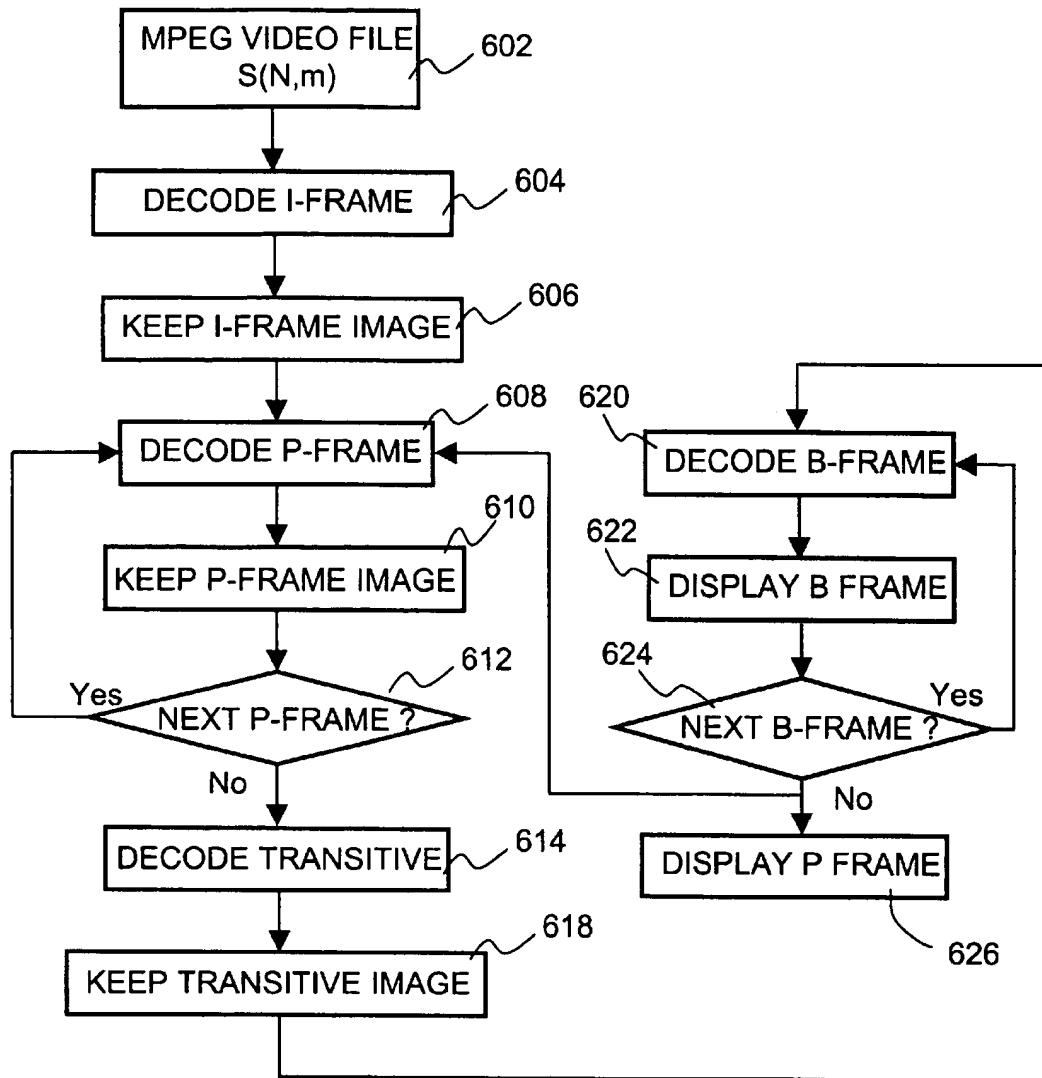 MPEG VIDEO FILE
S(N,m)
602
DECODE I-FRAME
604
KEEP I-FRAME IMAGE
606
DECODE P-FRAME
608
KEEP P-FRAME IMAGE
610
NEXT P-FRAME ?
612
Yes
No
DECODE TRANSITIVE
614
KEEP TRANSITIVE IMAGE
618
620
DECODE B-FRAME
622
DISPLAY B FRAME
624
NEXT B-FRAME ?
Yes
No
DISPLAY P FRAME
626